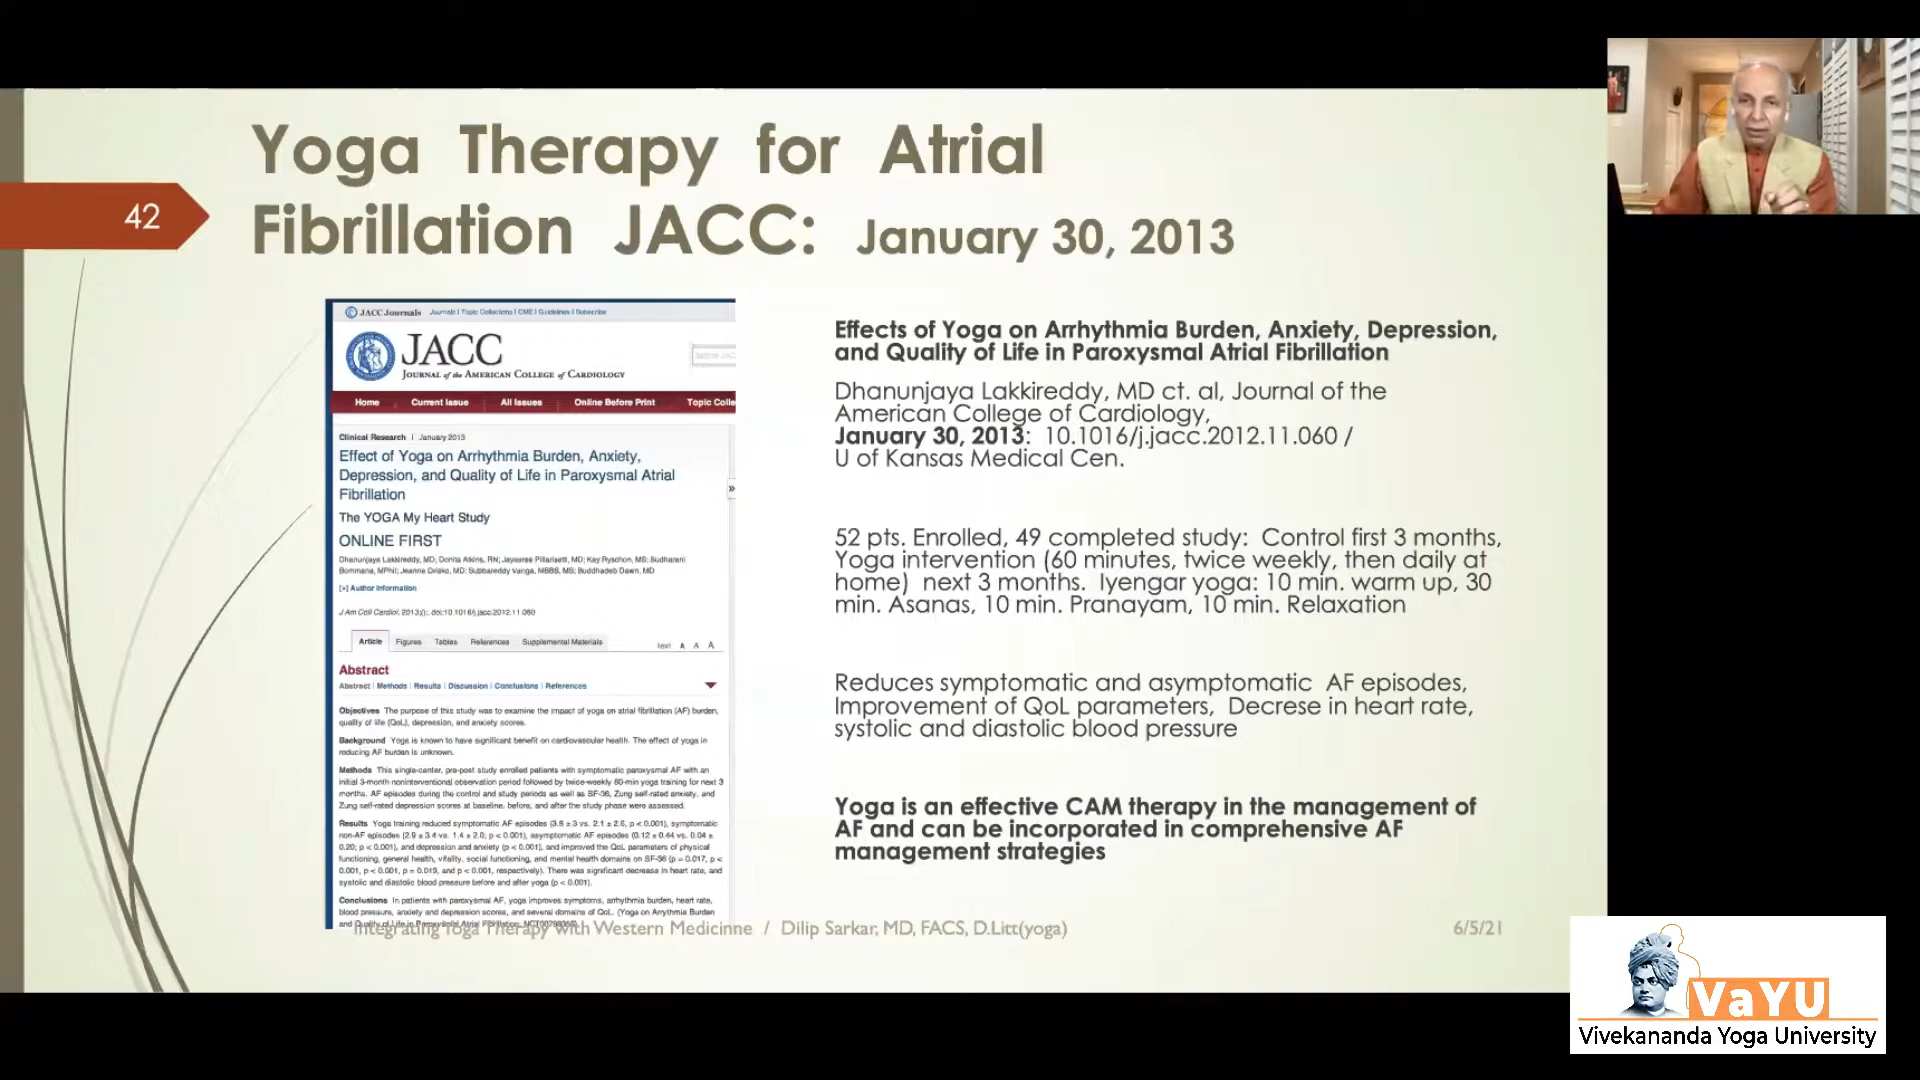 Yoga Therapy for Atrial
Fibrillation JACC: January 30, 2013
42
JACC Journals Journals | Topic Collections | CME | Guidelines | Subscribe
JACC
JOURNAL of the AMERICAN COLLEGE of CARDIOLOGY
Home Current Issue All Issues Online Before Print Topic Colle
Clinical Research | January 2013
Effect of Yoga on Arrhythmia Burden, Anxiety,
Depression, and Quality of Life in Paroxysmal Atrial
Fibrillation
The YOGA My Heart Study
ONLINE FIRST
Dhanunjaya Lakkireddy, MD; Donita Atkins, RN; Jayasree Pillarisetti, MD; Kay Ryschon, MS; Sudharani
Bommana, MPhil; Jeanne Drisko, MD; Subbareddy Vanga, MBBS, MS; Buddhadeb Dawn, MD
[+] Author Information
J Am Coll Cardiol. 2013;():. doi:10.1016/j.jacc.2012.11.060
Article Figures Tables References Supplemental Materials Text A A A
Abstract
Abstract | Methods | Results | Discussion | Conclusions | References
Objectives The purpose of this study was to examine the impact of yoga on atrial fibrillation (AF) burden,
quality of life (QoL), depression, and anxiety scores.
Background Yoga is known to have significant benefit on cardiovascular health. The effect of yoga in
reducing AF burden is unknown.
Methods This single-center, pre-post study enrolled patients with symptomatic paroxysmal AF with an
initial 3-month noninterventional observation period followed by twice-weekly 60-min yoga training for next 3
months. AF episodes during the control and study periods as well as SF-36, Zung self-rated anxiety, and
Zung self-rated depression scores at baseline, before, and after the study phase were assessed.
Results Yoga training reduced symptomatic AF episodes (3.8 ± 3 vs. 2.1 ± 2.6, p < 0.001), symptomatic
non-AF episodes (2.9 ± 3.4 vs. 1.4 ± 2.0; p < 0.001), asymptomatic AF episodes (0.12 ± 0.44 vs. 0.04 ±
0.20; p < 0.001), and depression and anxiety (p < 0.001), and improved the QoL parameters of physical
functioning, general health, vitality, social functioning, and mental health domains on SF-36 (p = 0.017, p <
0.001, p < 0.001, p = 0.019, and p < 0.001, respectively). There was significant decrease in heart rate, and
systolic and diastolic blood pressure before and after yoga (p < 0.001).
Conclusions In patients with paroxysmal AF, yoga improves symptoms, arrhythmia burden, heart rate,
blood pressure, anxiety and depression scores, and several domains of QoL. (Yoga on Arrythmia Burden
and Quality of Life in Paroxysmal Atrial Fibrillation;
Effects of Yoga on Arrhythmia Burden, Anxiety, Depression,
and Quality of Life in Paroxysmal Atrial Fibrillation
Dhanunjaya Lakkireddy, MD ct. al, Journal of the
American College of Cardiology,
January 30, 2013: 10.1016/j.jacc.2012.11.060 /
U of Kansas Medical Cen.
52 pts. Enrolled, 49 completed study: Control first 3 months,
Yoga intervention (60 minutes, twice weekly, then daily at
home) next 3 months. Iyengar yoga: 10 min. warm up, 30
min. Asanas, 10 min. Pranayam, 10 min. Relaxation
Reduces symptomatic and asymptomatic AF episodes,
Improvement of QoL parameters, Decrese in heart rate,
systolic and diastolic blood pressure
Yoga is an effective CAM therapy in the management of
AF and can be incorporated in comprehensive AF
management strategies
Integrating Yoga Therapy with Western Medicinne / Dilip Sarkar, MD, FACS, D.Litt(yoga)
6/5/21
VaYU
Vivekananda Yoga University